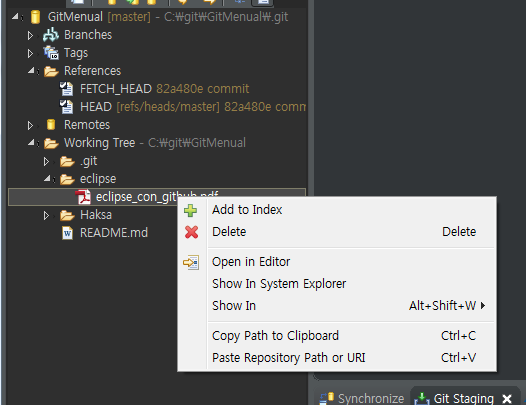 GitMenual [master] - C:₩git₩GitMenual₩.git
Branches
Tags
References
FETCH_HEAD 82a480e commit
HEAD [refs/heads/master] 82a480e comm
Remotes
Working Tree - C:₩git₩GitMenual
.git
eclipse
eclipse_con_github.pdf
Haksa
README.md
Add to Index
Delete Delete
Open in Editor
Show In System Explorer
Show In Alt+Shift+W
Copy Path to Clipboard Ctrl+C
Paste Repository Path or URI Ctrl+V
Synchronize Git Staging